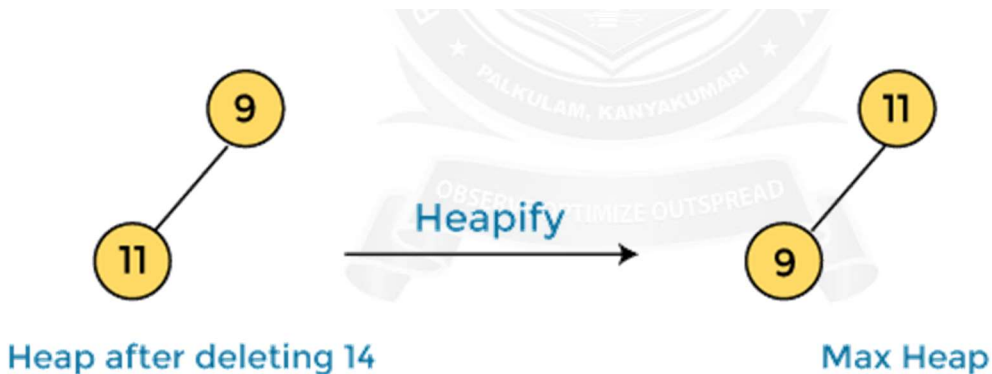 PALKULAM, KANYAKUMARI
9
11
OBSERVE OPTIMIZE OUTSPREAD
Heapify
11
9
Heap after deleting 14
Max Heap